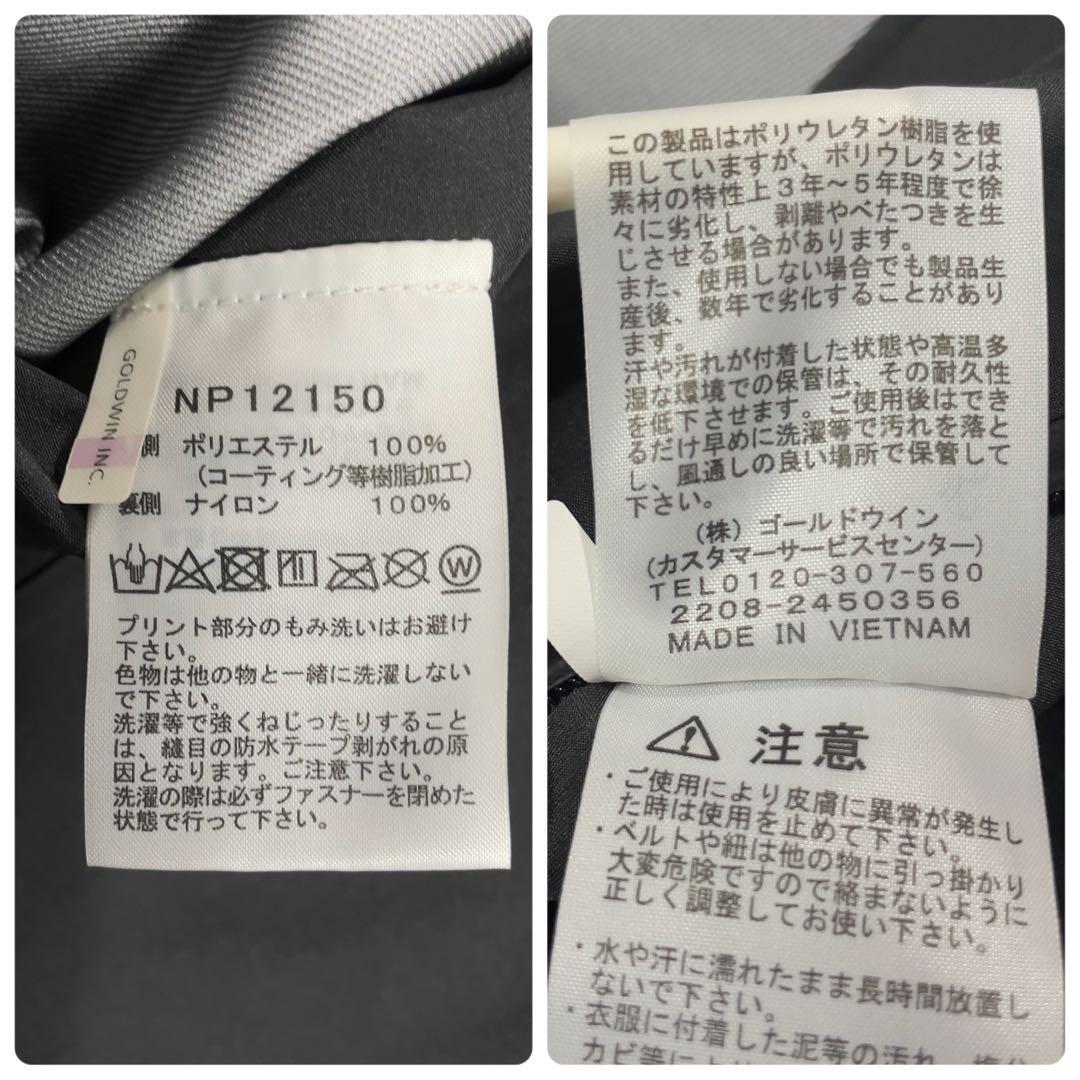 GOLDWIN INC.
NP12150
側 ポリエステル 100%
(コーティング等樹脂加工)
裏側 ナイロン 100%
W
プリント部分のもみ洗いはお避け
下さい。
色物は他の物と一緒に洗濯しない
で下さい。
洗濯等で強くねじったりすること
は、縫目の防水テープ剥がれの原
因となります。ご注意下さい。
洗濯の際は必ずファスナーを閉めた
状態で行って下さい。
この製品はポリウレタン樹脂を使
用していますが、ポリウレタンは
素材の特性上3年~5年程度で徐
々に劣化し、剥離やべたつきを生
じさせる場合があります。
また、使用しない場合でも製品生
産後、数年で劣化することがあり
ます。
汗や汚れが付着した状態や高温多
湿な環境での保管は、その耐久性
を低下させます。ご使用後はでき
るだけ早めに洗濯等で汚れを落と
し、風通しの良い場所で保管して
下さい。
(株)ゴールドウイン
(カスタマーサービスセンター)
TEL0120-307-560
2208-2450356
MADE IN VIETNAM
注意
・ご使用により皮膚に異常が発生し
た時は使用を止めて下さい。
・ベルトや紐は他の物に引っ掛かり
大変危険ですので絡まないように
正しく調整してお使い下さい。
・水や汗に濡れたまま長時間放置し
ないで下さい。
・衣服に付着した泥等の汚れ、塩分
カビ等に